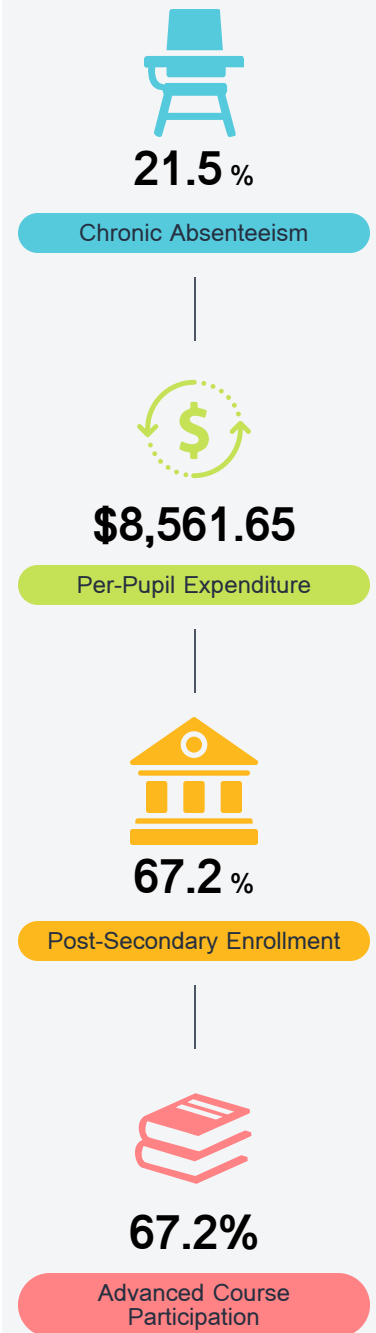 21.5 %
Chronic Absenteeism
$
$8,561.65
Per-Pupil Expenditure
67.2 %
Post-Secondary Enrollment
67.2%
Advanced Course
Participation